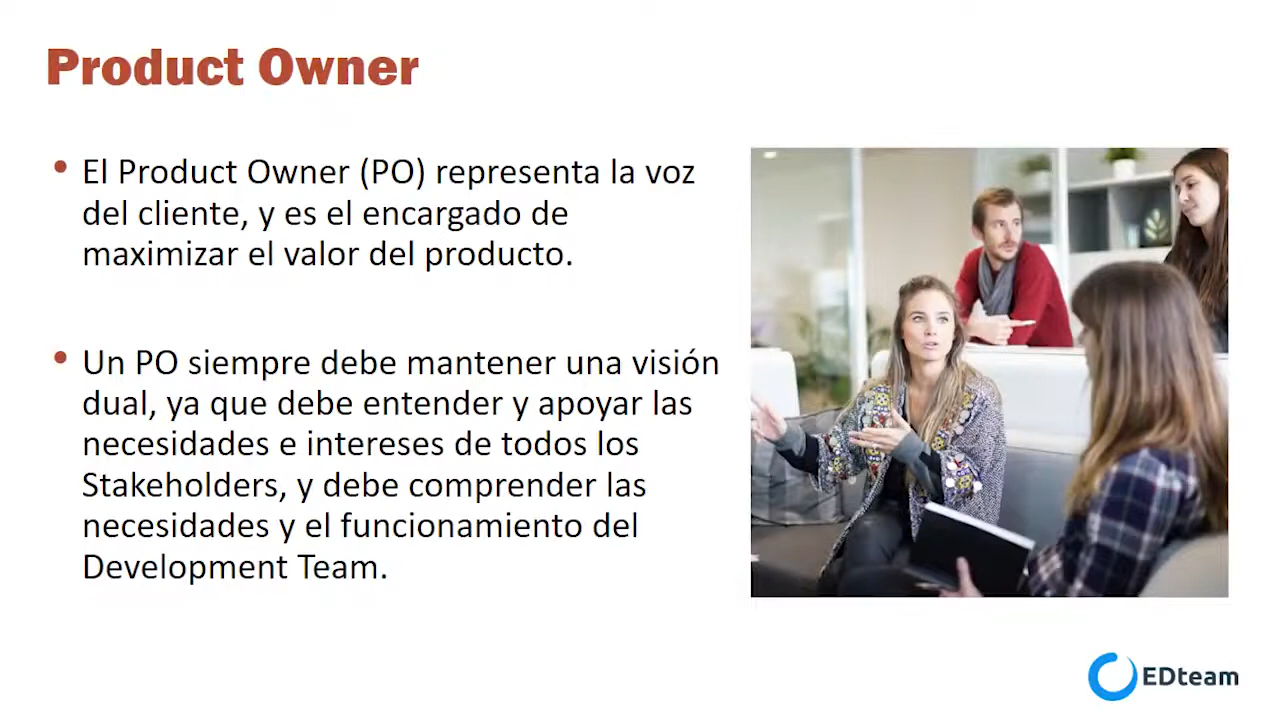 Product Owner
• El Product Owner (PO) representa la voz
del cliente, y es el encargado de
maximizar el valor del producto.
• Un PO siempre debe mantener una visión
dual, ya que debe entender y apoyar las
necesidades e intereses de todos los
Stakeholders, y debe comprender las
necesidades y el funcionamiento del
Development Team.
EDteam